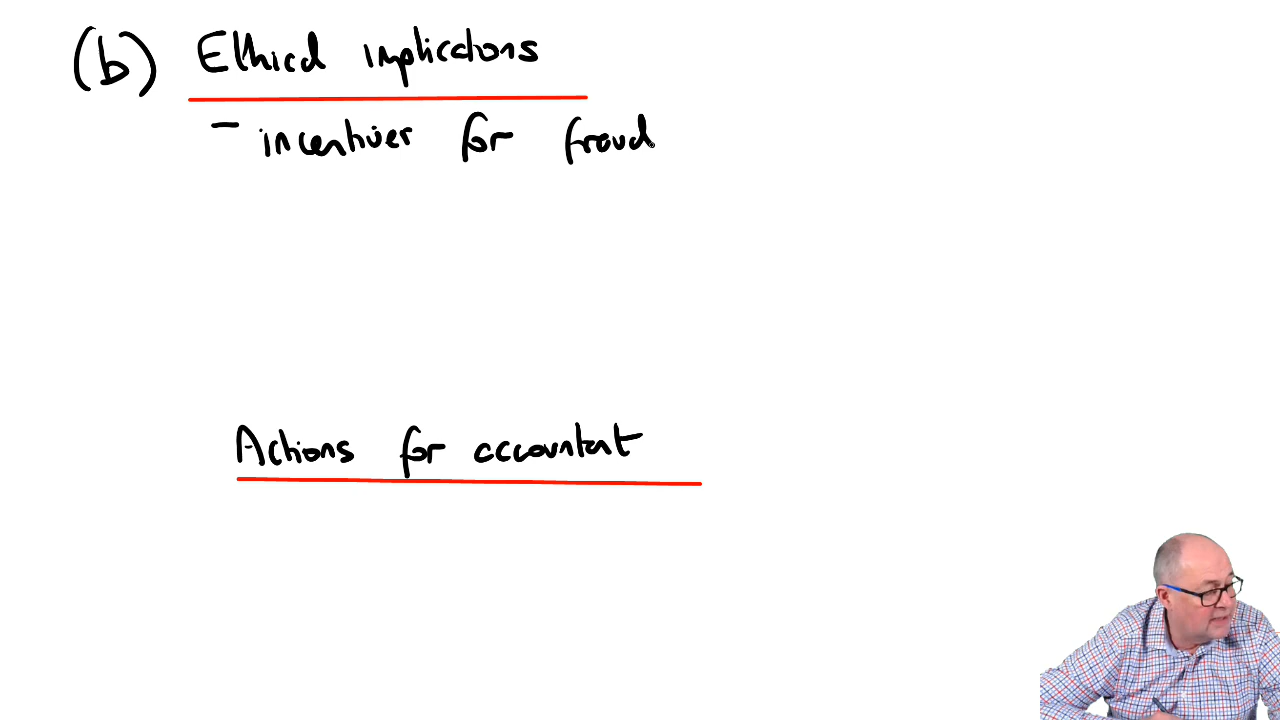 (b) Ethical implications
- incentives for fraud
Actions for accountant